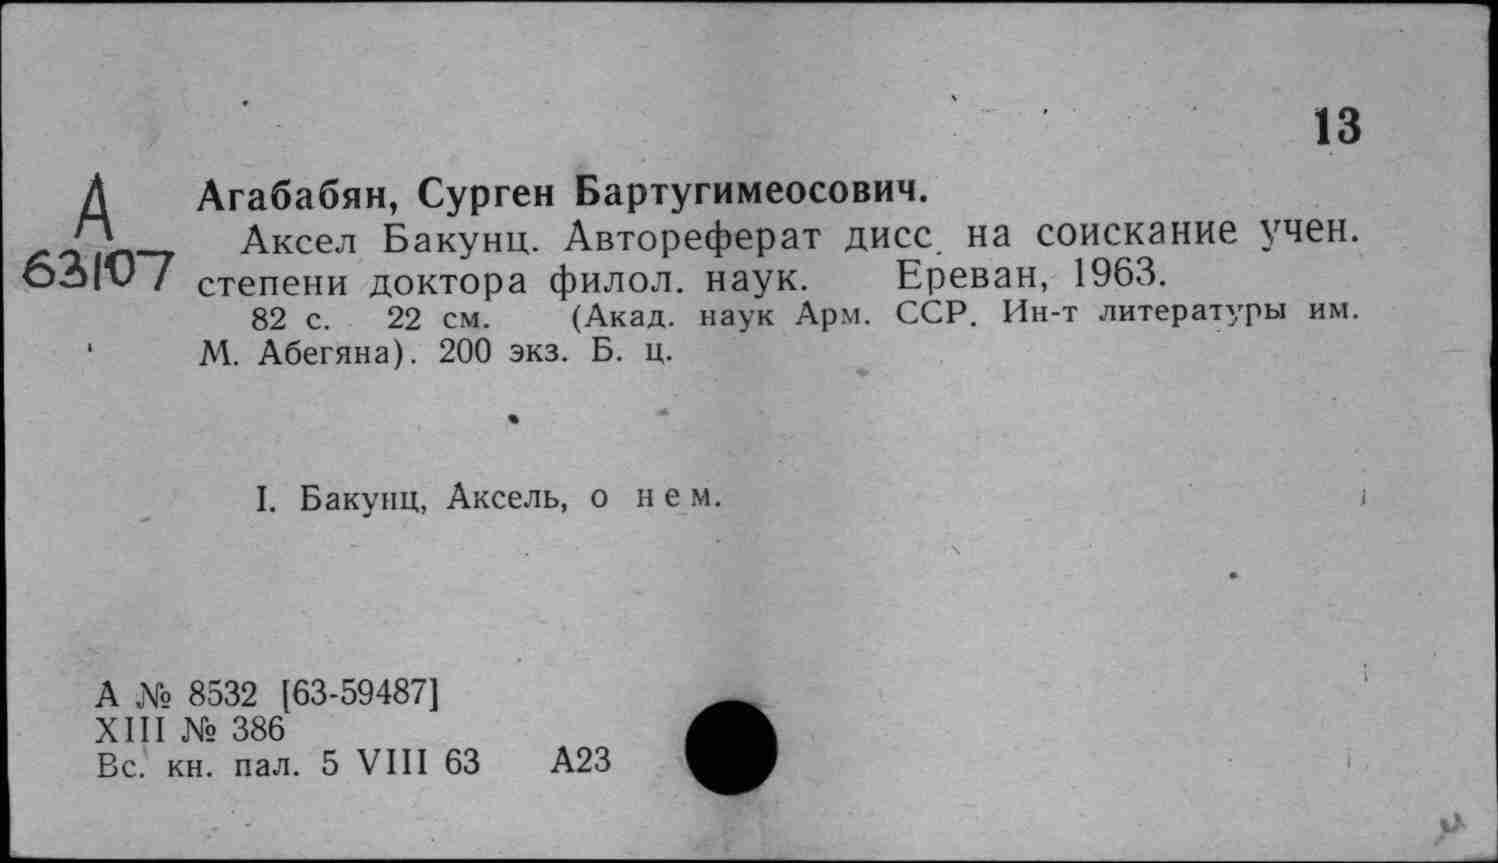 13
А
63107
Агабабян, Сурген Бартугимеосович.
Аксел Бакунц. Автореферат дисс. на соискание учен.
степени доктора филол. наук. Ереван, 1963.
82 с. 22 см. (Акад. наук Арм. ССР. Ин-т литературы им.
М. Абегяна). 200 экз. Б. ц.
I. Бакунц, Аксель, о нем.
А № 8532 [63-59487]
XIII № 386
Вс. кн. пал. 5 VIII 63 А23